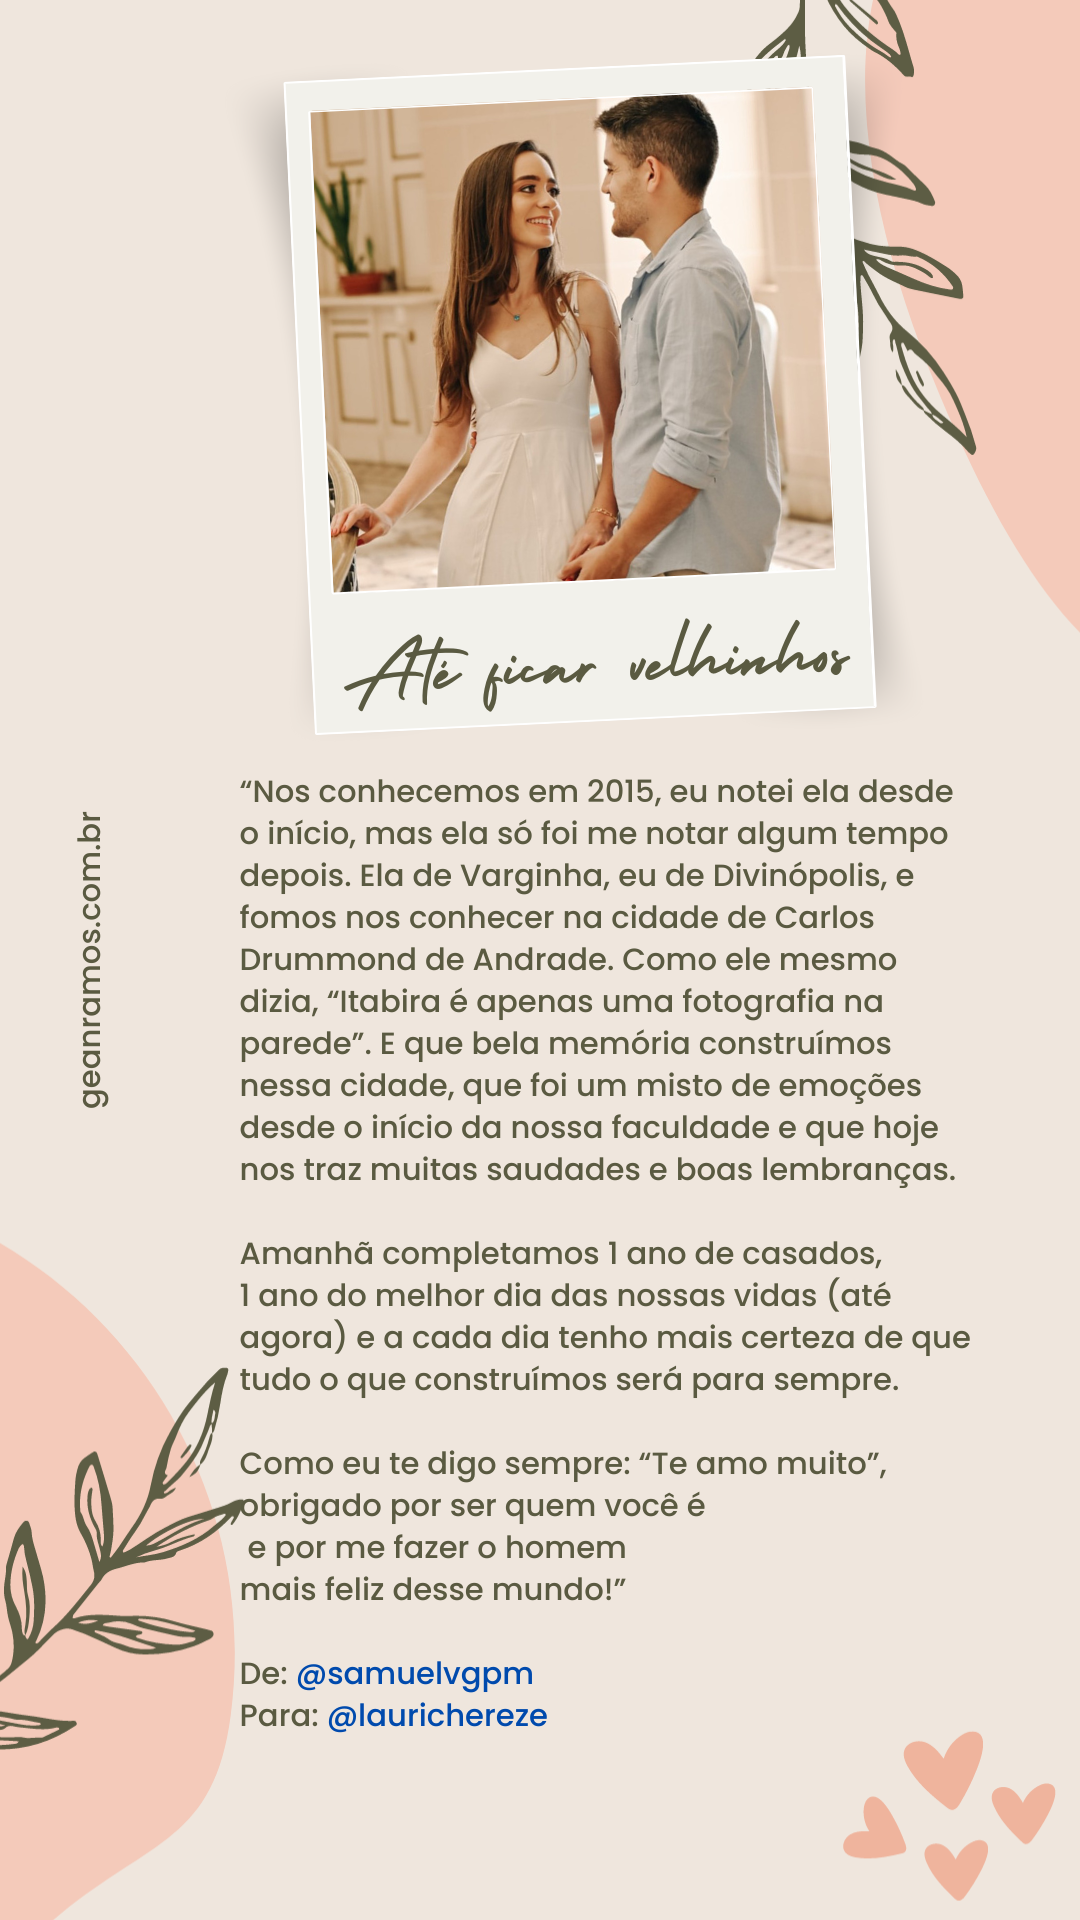 Até ficar velhinhos
“Nos conhecemos em 2015, eu notei ela desde
o início, mas ela só foi me notar algum tempo
depois. Ela de Varginha, eu de Divinópolis, e
fomos nos conhecer na cidade de Carlos
Drummond de Andrade. Como ele mesmo
dizia, “Itabira é apenas uma fotografia na
parede”. E que bela memória construímos
nessa cidade, que foi um misto de emoções
desde o início da nossa faculdade e que hoje
nos traz muitas saudades e boas lembranças.
Amanhã completamos 1 ano de casados,
1 ano do melhor dia das nossas vidas (até
agora) e a cada dia tenho mais certeza de que
tudo o que construímos será para sempre.
Como eu te digo sempre: “Te amo muito”,
obrigado por ser quem você é
e por me fazer o homem
mais feliz desse mundo!”
De: @samuelvgpm
Para: @laurichereze
geanramos.com.br